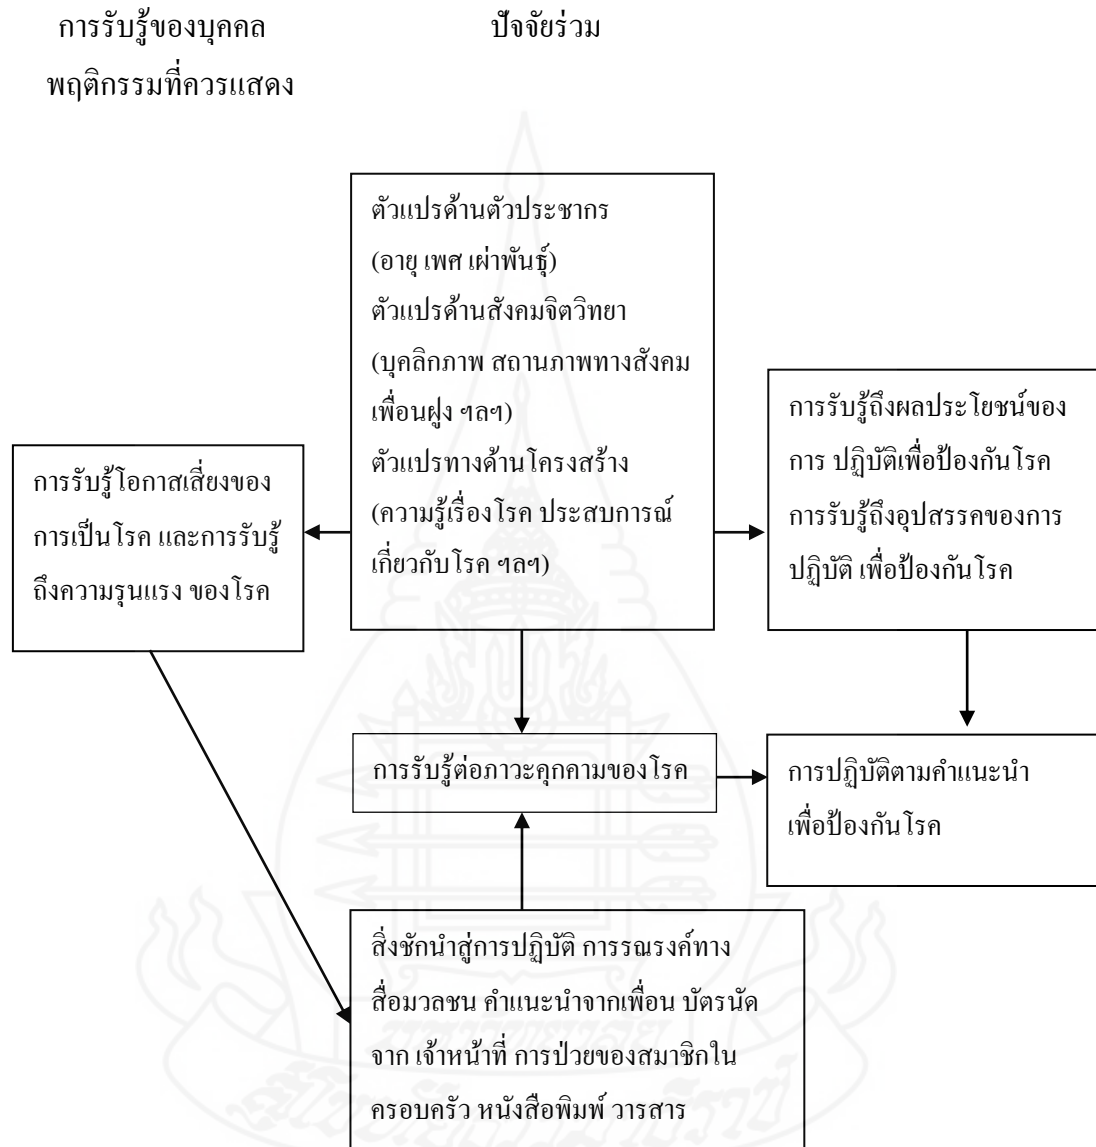 การรับรู้ของบุคคล
ปัจจัยร่วม
พฤติกรรมที่ควรแสดง
ตัวแปรด้านตัวประชากร
(อายุ เพศ เผ่าพันธุ์)
ตัวแปรด้านสังคมจิตวิทยา
(บุคลิกภาพ สถานภาพทางสังคม
เพื่อนฝูง ฯลฯ)
ตัวแปรทางด้านโครงสร้าง
(ความรู้เรื่องโรค ประสบการณ์
เกี่ยวกับโรค ฯลฯ)
การรับรู้โอกาสเสี่ยงของ
การเป็นโรค และการรับรู้
ถึงความรุนแรง ของโรค
การรับรู้ถึงผลประโยชน์ของ
การ ปฏิบัติเพื่อป้องกันโรค
การรับรู้ถึงอุปสรรคของการ
ปฏิบัติ เพื่อป้องกันโรค
การรับรู้ต่อภาวะคุกคามของโรค
การปฏิบัติตามคำแนะนำ
เพื่อป้องกันโรค
สิ่งชักนำสู่การปฏิบัติ การรณรงค์ทาง
สื่อมวลชน คำแนะนำจากเพื่อน บัตรนัด
จาก เจ้าหน้าที่ การป่วยของสมาชิกใน
ครอบครัว หนังสือพิมพ์ วารสาร